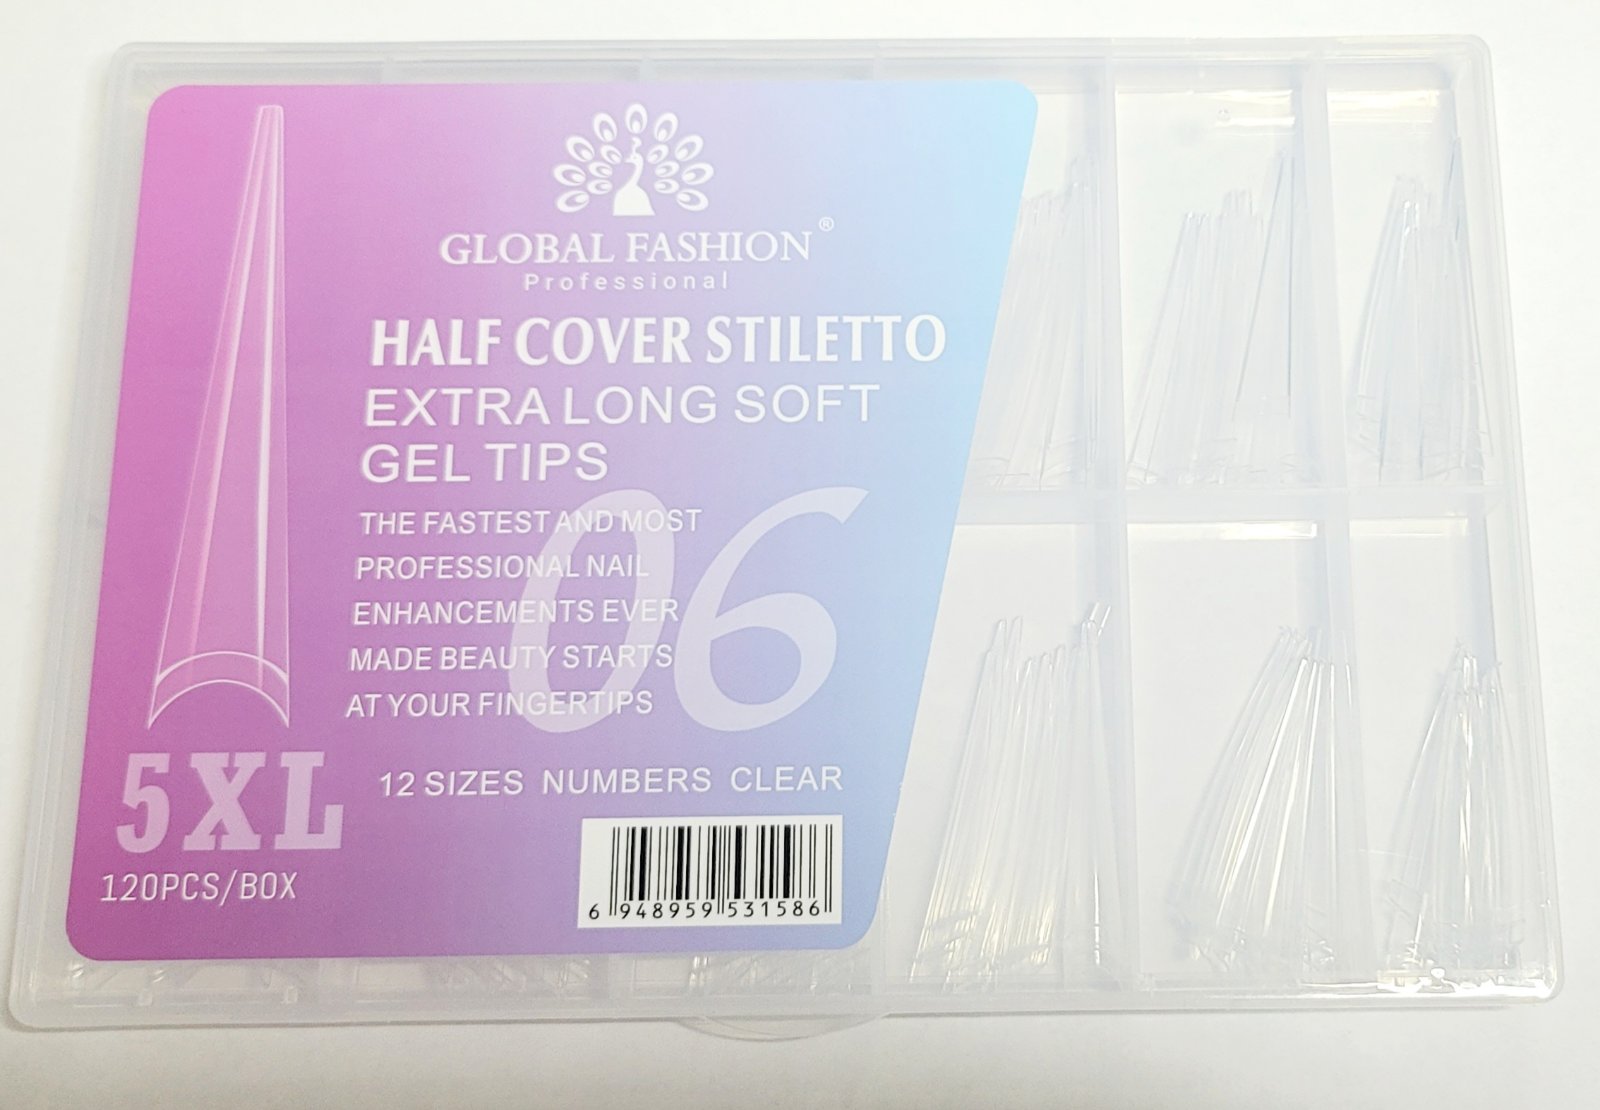 GLOBAL FASHION®
Professional
HALF COVER STILETTO
EXTRA LONG SOFT
GEL TIPS
06
THE FASTEST AND MOST
PROFESSIONAL NAIL
ENHANCEMENTS EVER
MADE BEAUTY STARTS
AT YOUR FINGERTIPS
5XL
12 SIZES NUMBERS CLEAR
120PCS/BOX
6 948959 531586